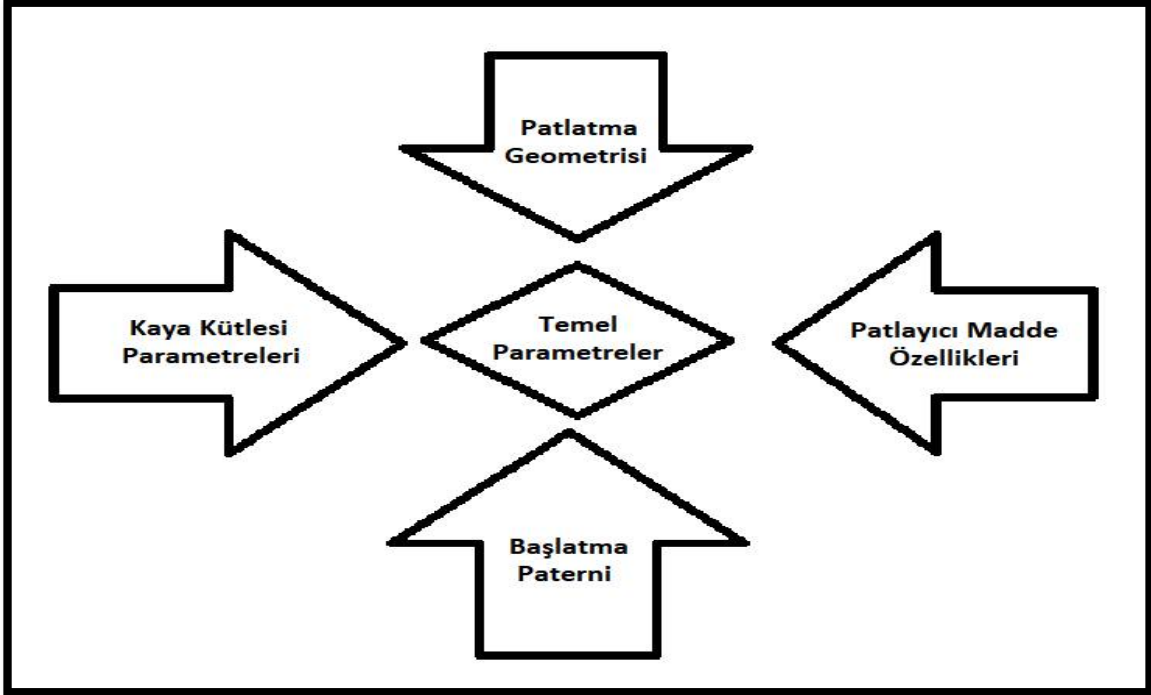 Patlatma
Geometrisi
Kaya Kütlesi
Parametreleri
Temel
Parametreler
Patlayıcı Madde
Özellikleri
Başlatma
Paterni